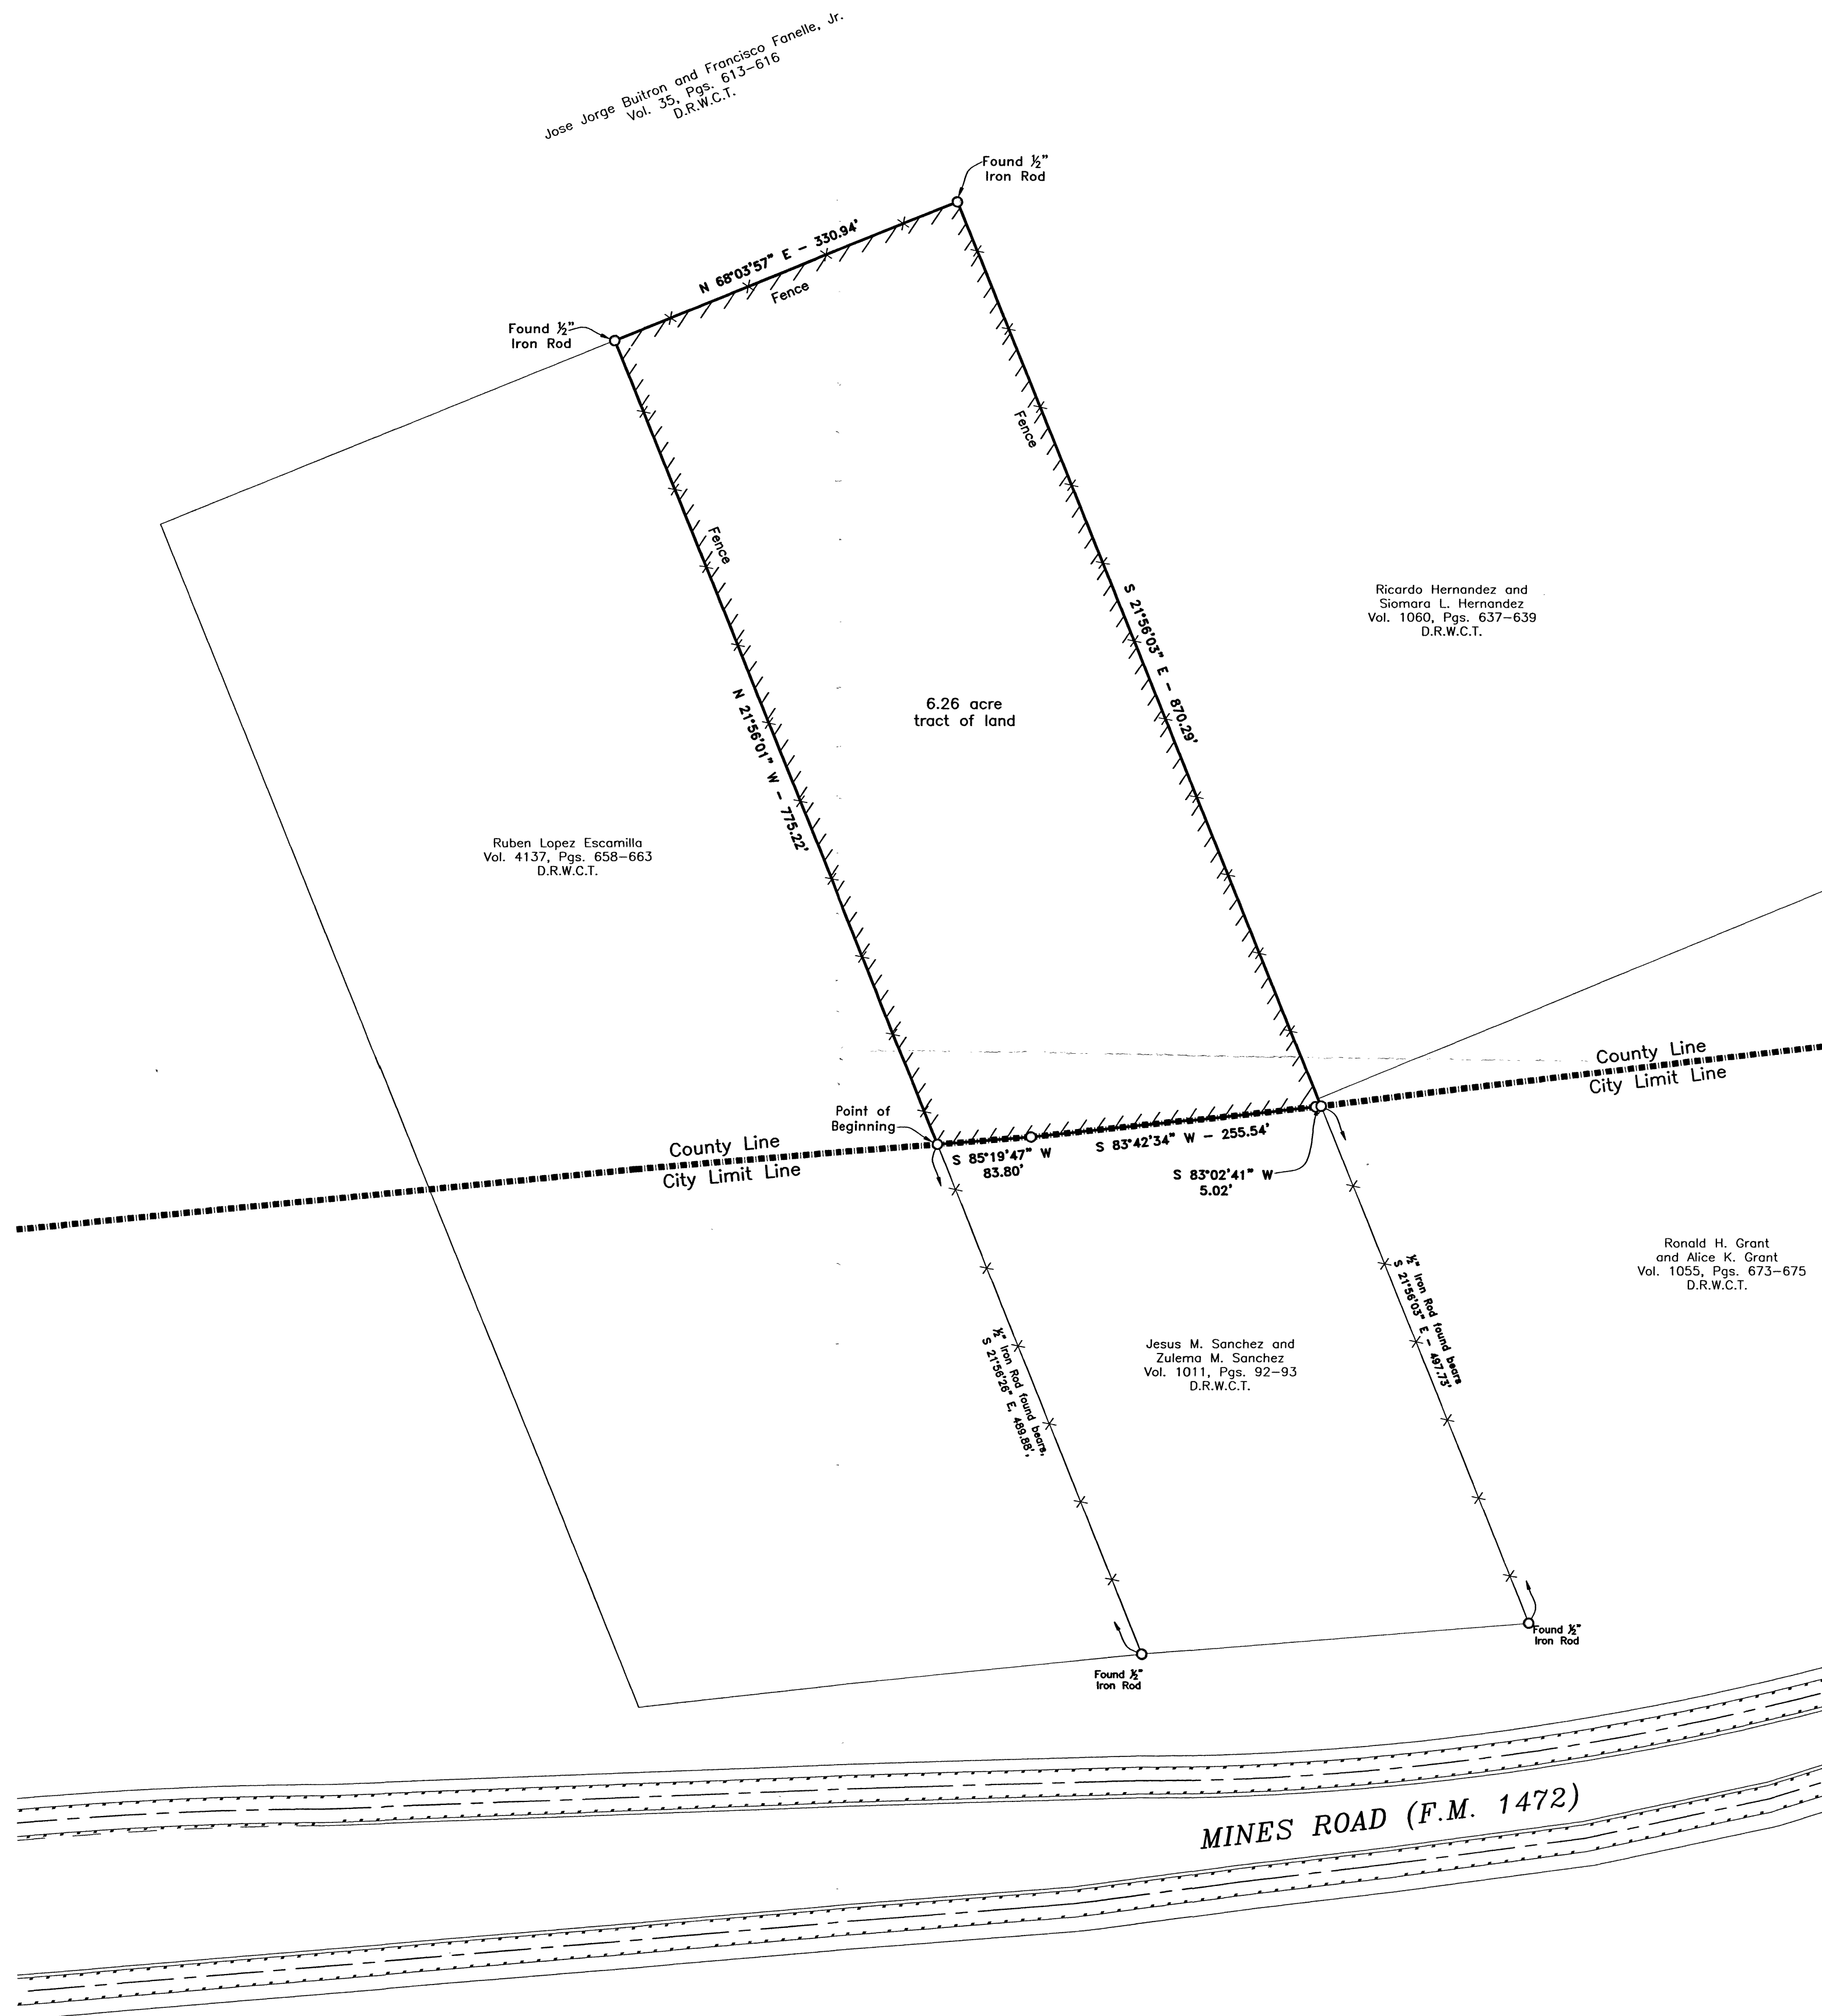 Jose Jorge Buitron and Francisco Fanelle, Jr.
Vol. 35, Pgs. 613-616
D.R.W.C.T.
Found ½"
Iron Rod
N 68°03'57" E - 330.94'
Fence
Found ½"
Iron Rod
Fence
Fence
S 21°56'03" E - 870.29'
Ricardo Hernandez and
Siomara L. Hernandez
Vol. 1060, Pgs. 637-639
D.R.W.C.T.
6.26 acre
tract of land
N 21°56'01" W - 775.22'
Ruben Lopez Escamilla
Vol. 4137, Pgs. 658-663
D.R.W.C.T.
County Line
City Limit Line
Point of
Beginning
County Line
City Limit Line
S 85°19'47" W
83.80'
S 83°42'34" W - 255.54'
S 83°02'41" W
5.02'
Ronald H. Grant
and Alice K. Grant
Vol. 1055, Pgs. 673-675
D.R.W.C.T.
½" Iron Rod found bears
S 21°56'03" E - 497.73'
½" Iron Rod found bears,
S 21°56'26" E, 489.88',
Jesus M. Sanchez and
Zulema M. Sanchez
Vol. 1011, Pgs. 92-93
D.R.W.C.T.
Found ½"
Iron Rod
Found ½"
Iron Rod
MINES ROAD (F.M. 1472)